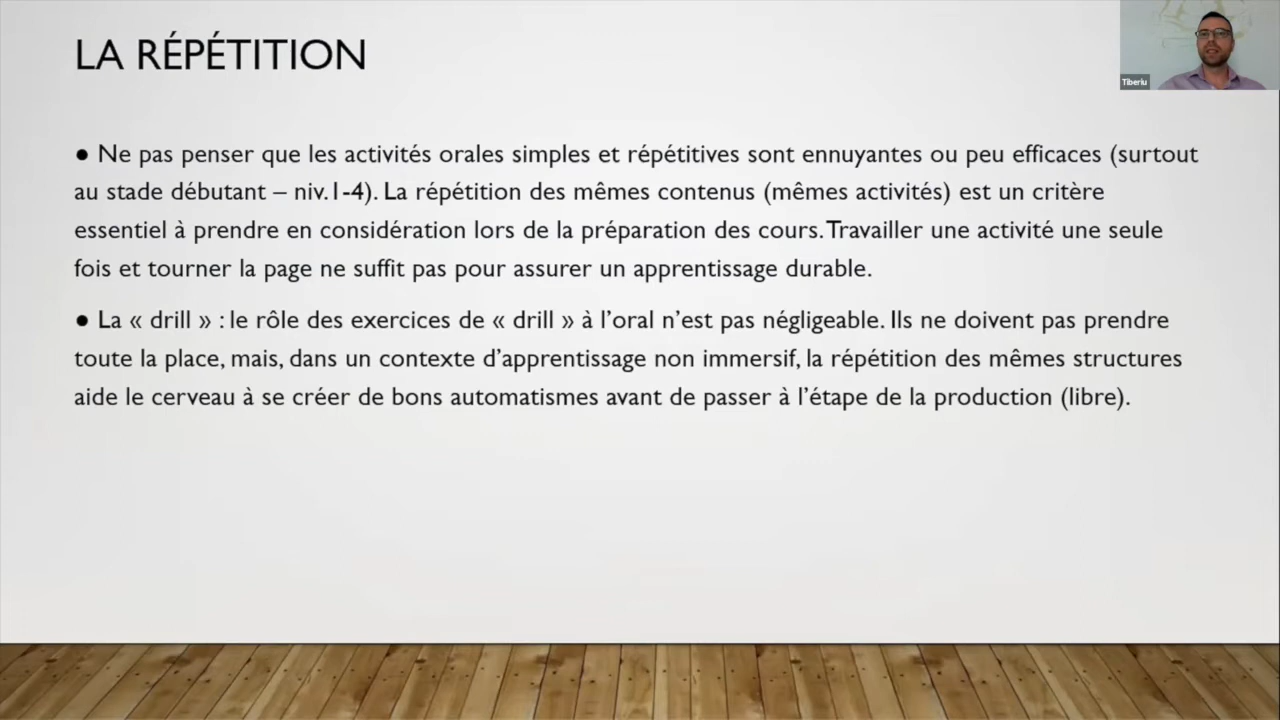 LA RÉPÉTITION
Tiberiu
● Ne pas penser que les activités orales simples et répétitives sont ennuyantes ou peu efficaces (surtout
au stade débutant – niv.1-4). La répétition des mêmes contenus (mêmes activités) est un critère
essentiel à prendre en considération lors de la préparation des cours. Travailler une activité une seule
fois et tourner la page ne suffit pas pour assurer un apprentissage durable.
● La « drill » : le rôle des exercices de « drill » à l’oral n’est pas négligeable. Ils ne doivent pas prendre
toute la place, mais, dans un contexte d’apprentissage non immersif, la répétition des mêmes structures
aide le cerveau à se créer de bons automatismes avant de passer à l’étape de la production (libre).